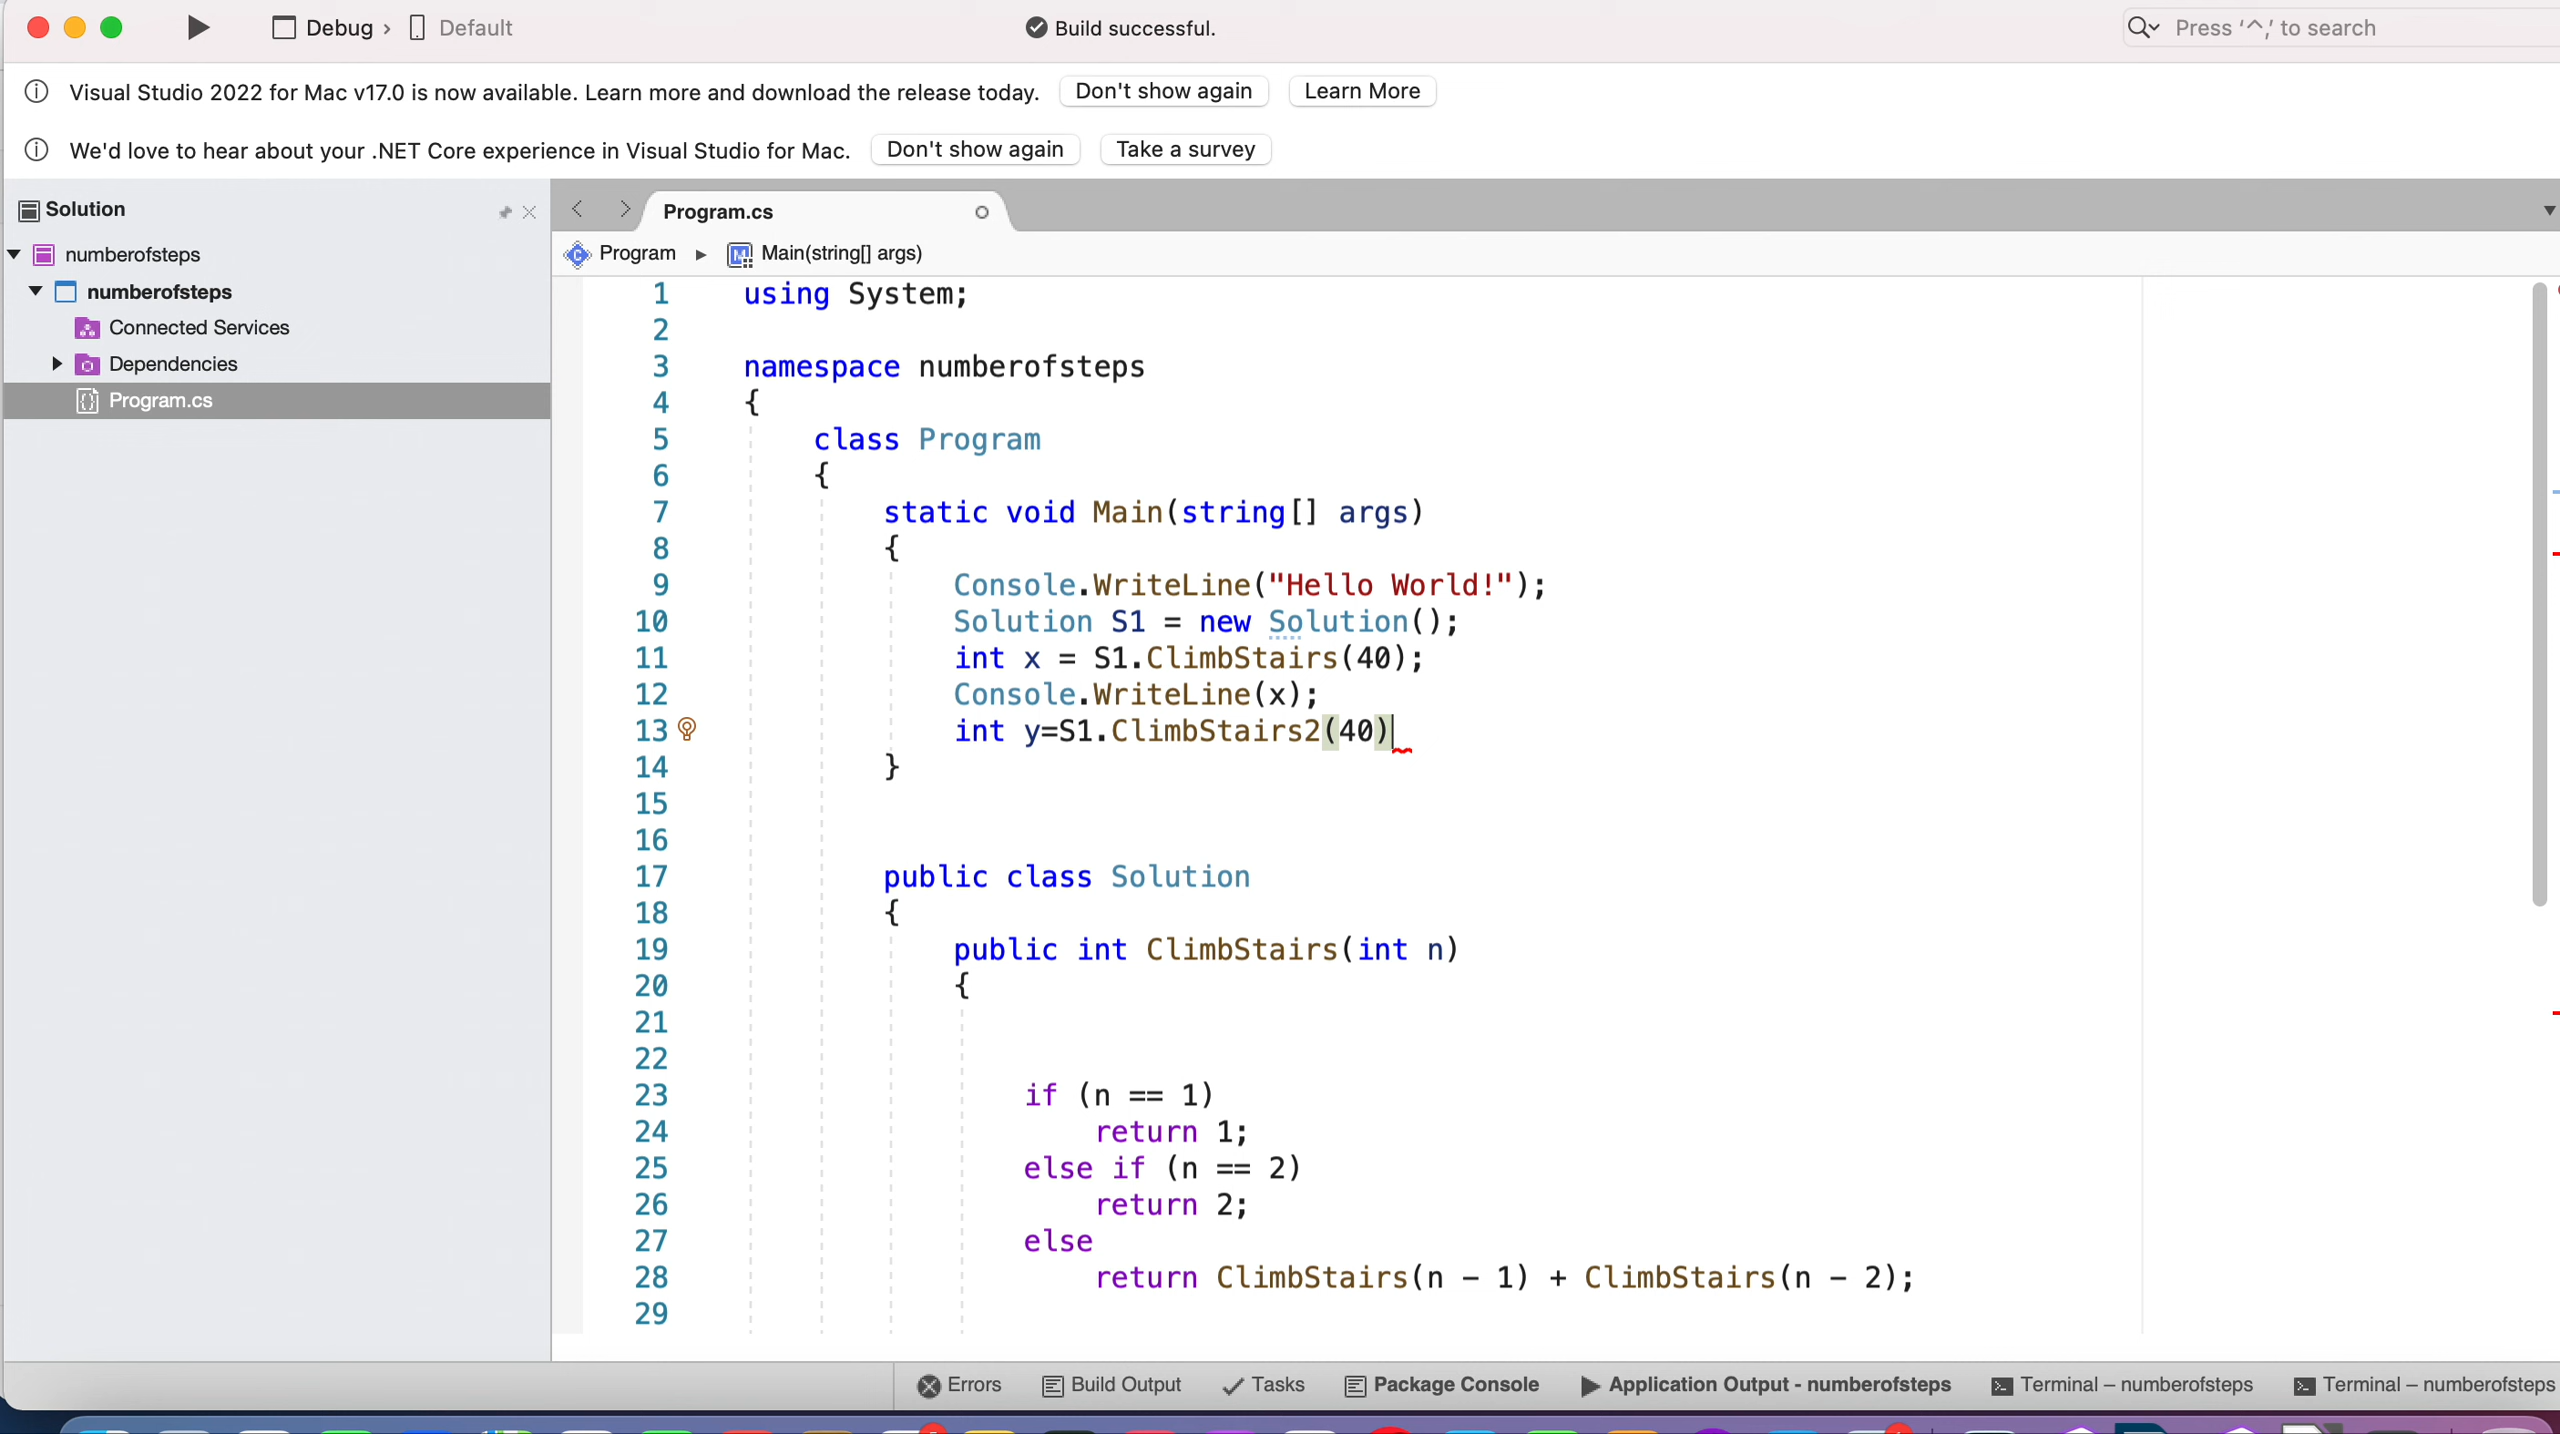 Debug › Default
Build successful.
Press '^,' to search
Visual Studio 2022 for Mac v17.0 is now available. Learn more and download the release today. Don't show again Learn More
We'd love to hear about your .NET Core experience in Visual Studio for Mac. Don't show again Take a survey
Solution
numberofsteps
numberofsteps
Connected Services
Dependencies
Program.cs
Program.cs
Program ▸ Main(string[] args)
1 using System;
2
3 namespace numberofsteps
4 {
5 class Program
6 {
7 static void Main(string[] args)
8 {
9 Console.WriteLine("Hello World!");
10 Solution S1 = new Solution();
11 int x = S1.ClimbStairs(40);
12 Console.WriteLine(x);
13 int y=S1.ClimbStairs2(40)
14 }
15
16
17 public class Solution
18 {
19 public int ClimbStairs(int n)
20 {
21
22
23 if (n == 1)
24 return 1;
25 else if (n == 2)
26 return 2;
27 else
28 return ClimbStairs(n - 1) + ClimbStairs(n - 2);
29
Errors Build Output Tasks Package Console Application Output - numberofsteps Terminal – numberofsteps Terminal – numberofsteps